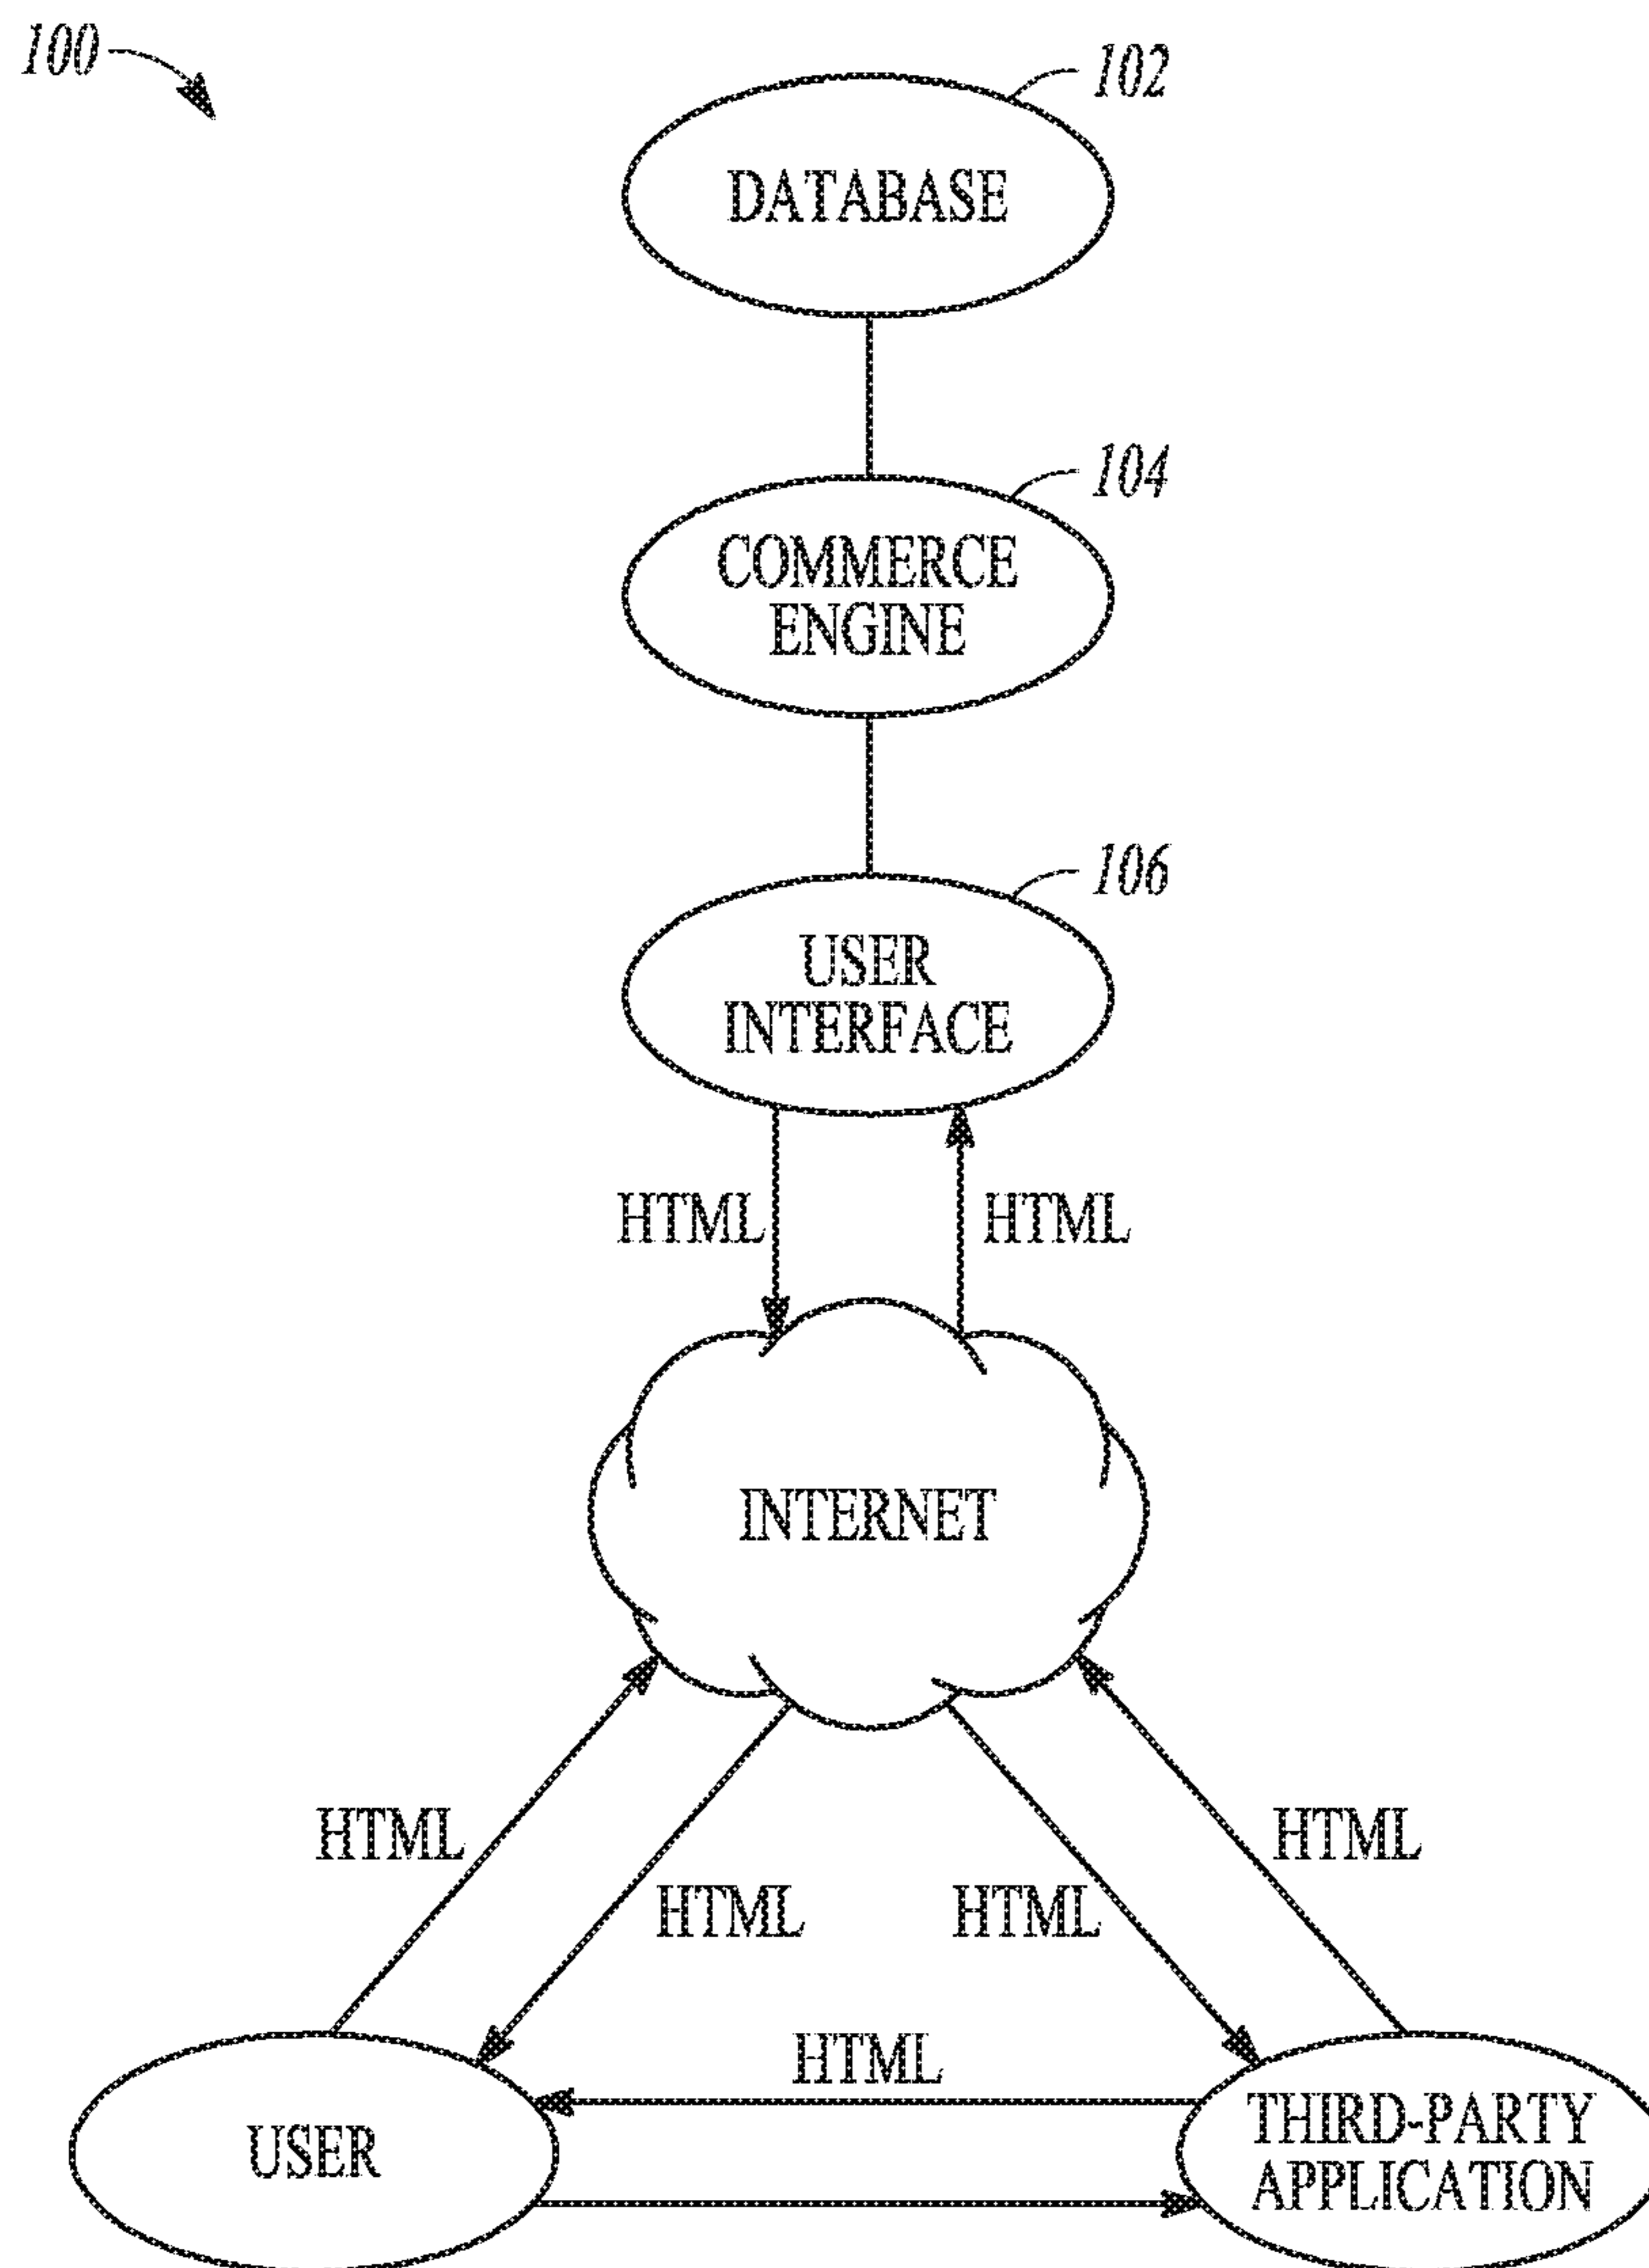 100
102
DATABASE
104
COMMERCE
ENGINE
106
USER
INTERFACE
HTML
HTML
INTERNET
HTML
HTML
HTML
HTML
HTML
USER
THIRD-PARTY
APPLICATION